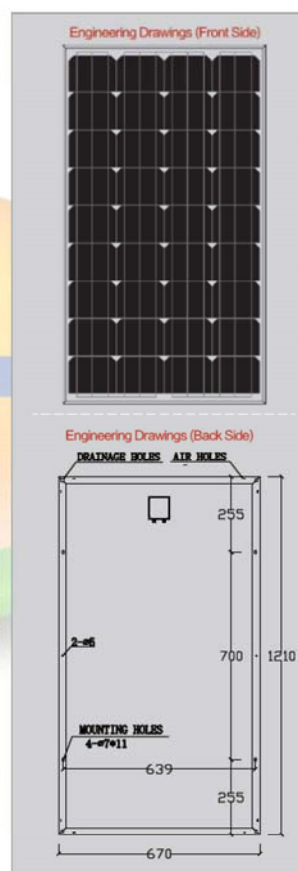 Engineering Drawings (Front Side)
Engineering Drawings (Back Side)
DRAINAGE HOLES AIR HOLES
255
2-ø6
700
1210
MOUNTING HOLES
4-ø7*11
639
255
670